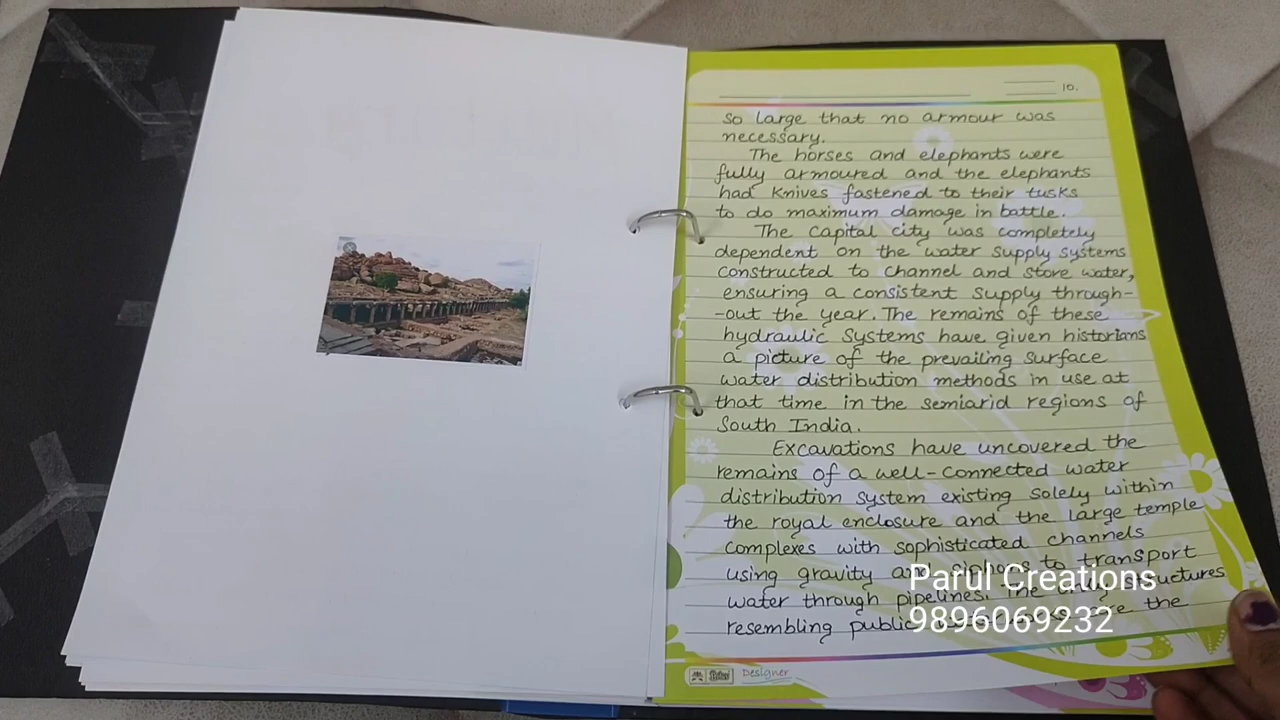 10.
so large that no armour was
necessary.
The horses and elephants were
fully armoured and the elephants
had knives fastened to their tusks
to do maximum damage in battle.
The capital city was completely
dependent on the water supply systems
constructed to channel and store water,
ensuring a consistent supply through-
-out the year. The remains of these
hydraulic systems have given historians
a picture of the prevailing surface
water distribution methods in use at
that time in the semiarid regions of
South India.
Excavations have uncovered the
remains of a well-connected water
distribution system existing solely within
the royal enclosure and the large temple
complexes with sophisticated channels
using gravity and siphons to transport
water through pipelines. The only structures
resembling public the
Parul Creations
9896069232
Designer